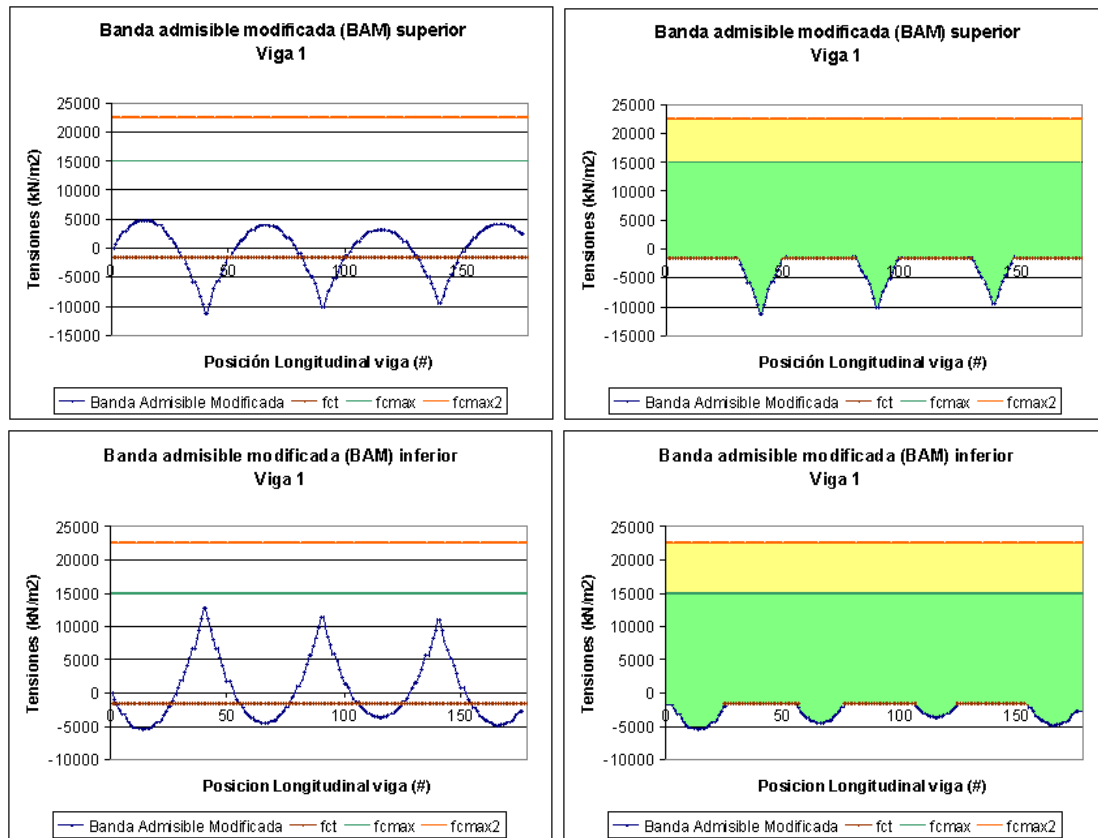 Banda admisible modificada (BAM) superior
Viga 1
25000
20000
15000
10000
5000
0
-5000
-10000
-15000
0
50
100
150
Tensiones (kN/m2)
Posición Longitudinal viga (#)
Banda Admisible Modificada fct fcmax fcmax2
Banda admisible modificada (BAM) superior
Viga 1
25000
20000
15000
10000
5000
0
-5000
-10000
-15000
0
50
100
150
Tensiones (kN/m2)
Posición Longitudinal viga (#)
Banda Admisible Modificada fct fcmax fcmax2
Banda admisible modificada (BAM) inferior
Viga 1
25000
20000
15000
10000
5000
0
-5000
-10000
0
50
100
150
Tensiones (kN/m2)
Posicion Longitudinal viga (#)
Banda Admisible Modificada fct fcmax fcmax2
Banda admisible modificada (BAM) inferior
Viga 1
25000
20000
15000
10000
5000
0
-5000
-10000
0
50
100
150
Tensiones (kN/m2)
Posicion Longitudinal viga (#)
Banda Admisible Modificada fct fcmax fcmax2